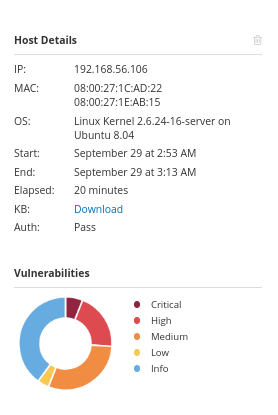 Host Details
IP: 192.168.56.106
MAC: 08:00:27:1C:AD:22
08:00:27:1E:AB:15
OS: Linux Kernel 2.6.24-16-server on
Ubuntu 8.04
Start: September 29 at 2:53 AM
End: September 29 at 3:13 AM
Elapsed: 20 minutes
KB: Download
Auth: Pass
Vulnerabilities
Critical
High
Medium
Low
Info